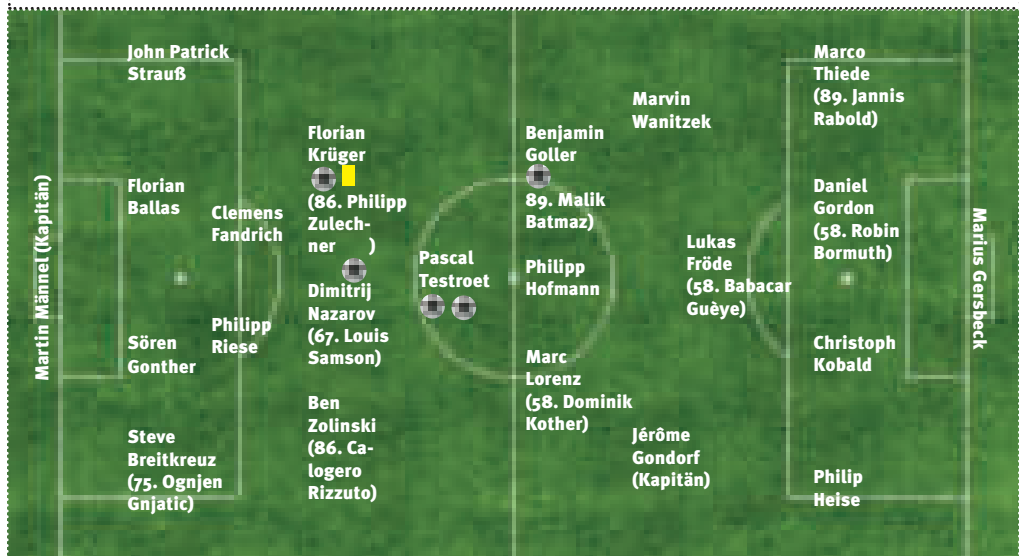 Martin Männel (Kapitän)
John Patrick
Strauß
Florian
Ballas
Sören
Gonther
Steve
Breitkreuz
(75. Ognjen
Gnjatic)
Clemens
Fandrich
Philipp
Riese
Florian
Krüger
(86. Philipp
Zulech-
ner )
Dimitrij
Nazarov
(67. Louis
Samson)
Ben
Zolinski
(86. Ca-
logero
Rizzuto)
Pascal
Testroet
Benjamin
Goller
89. Malik
Batmaz)
Philipp
Hofmann
Marc
Lorenz
(58. Dominik
Kother)
Marvin
Wanitzek
Lukas
Fröde
(58. Babacar
Guèye)
Jérôme
Gondorf
(Kapitän)
Marco
Thiede
(89. Jannis
Rabold)
Daniel
Gordon
(58. Robin
Bormuth)
Christoph
Kobald
Philip
Heise
Marius Gersbeck